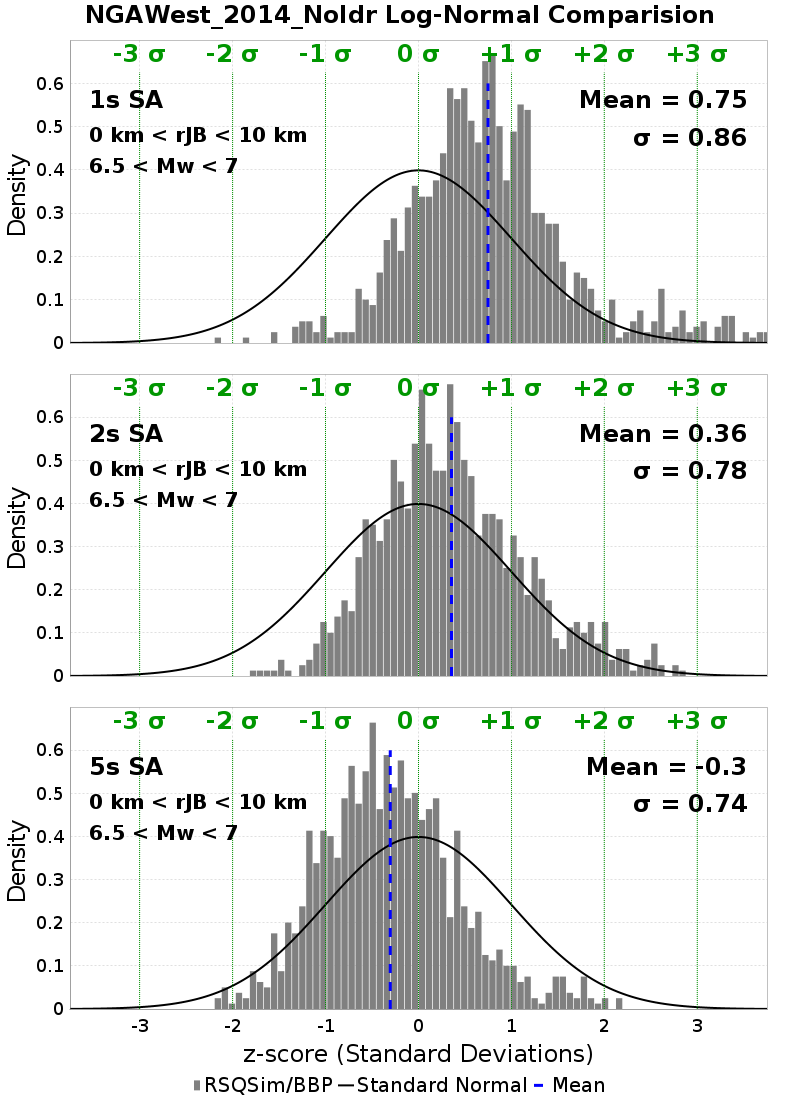 NGAWest_2014_NoIdr Log-Normal Comparision
-3 σ -2 σ -1 σ 0 σ +1 σ +2 σ +3 σ
1s SA
Mean = 0.75
0 km < rJB < 10 km
σ = 0.86
6.5 < Mw < 7
Density
0.6
0.5
0.4
0.3
0.2
0.1
0
-3 σ -2 σ -1 σ 0 σ +1 σ +2 σ +3 σ
2s SA
Mean = 0.36
0 km < rJB < 10 km
σ = 0.78
6.5 < Mw < 7
Density
0.6
0.5
0.4
0.3
0.2
0.1
0
-3 σ -2 σ -1 σ 0 σ +1 σ +2 σ +3 σ
5s SA
Mean = -0.3
0 km < rJB < 10 km
σ = 0.74
6.5 < Mw < 7
Density
0.6
0.5
0.4
0.3
0.2
0.1
0
-3 -2 -1 0 1 2 3
z-score (Standard Deviations)
RSQSim/BBP Standard Normal Mean